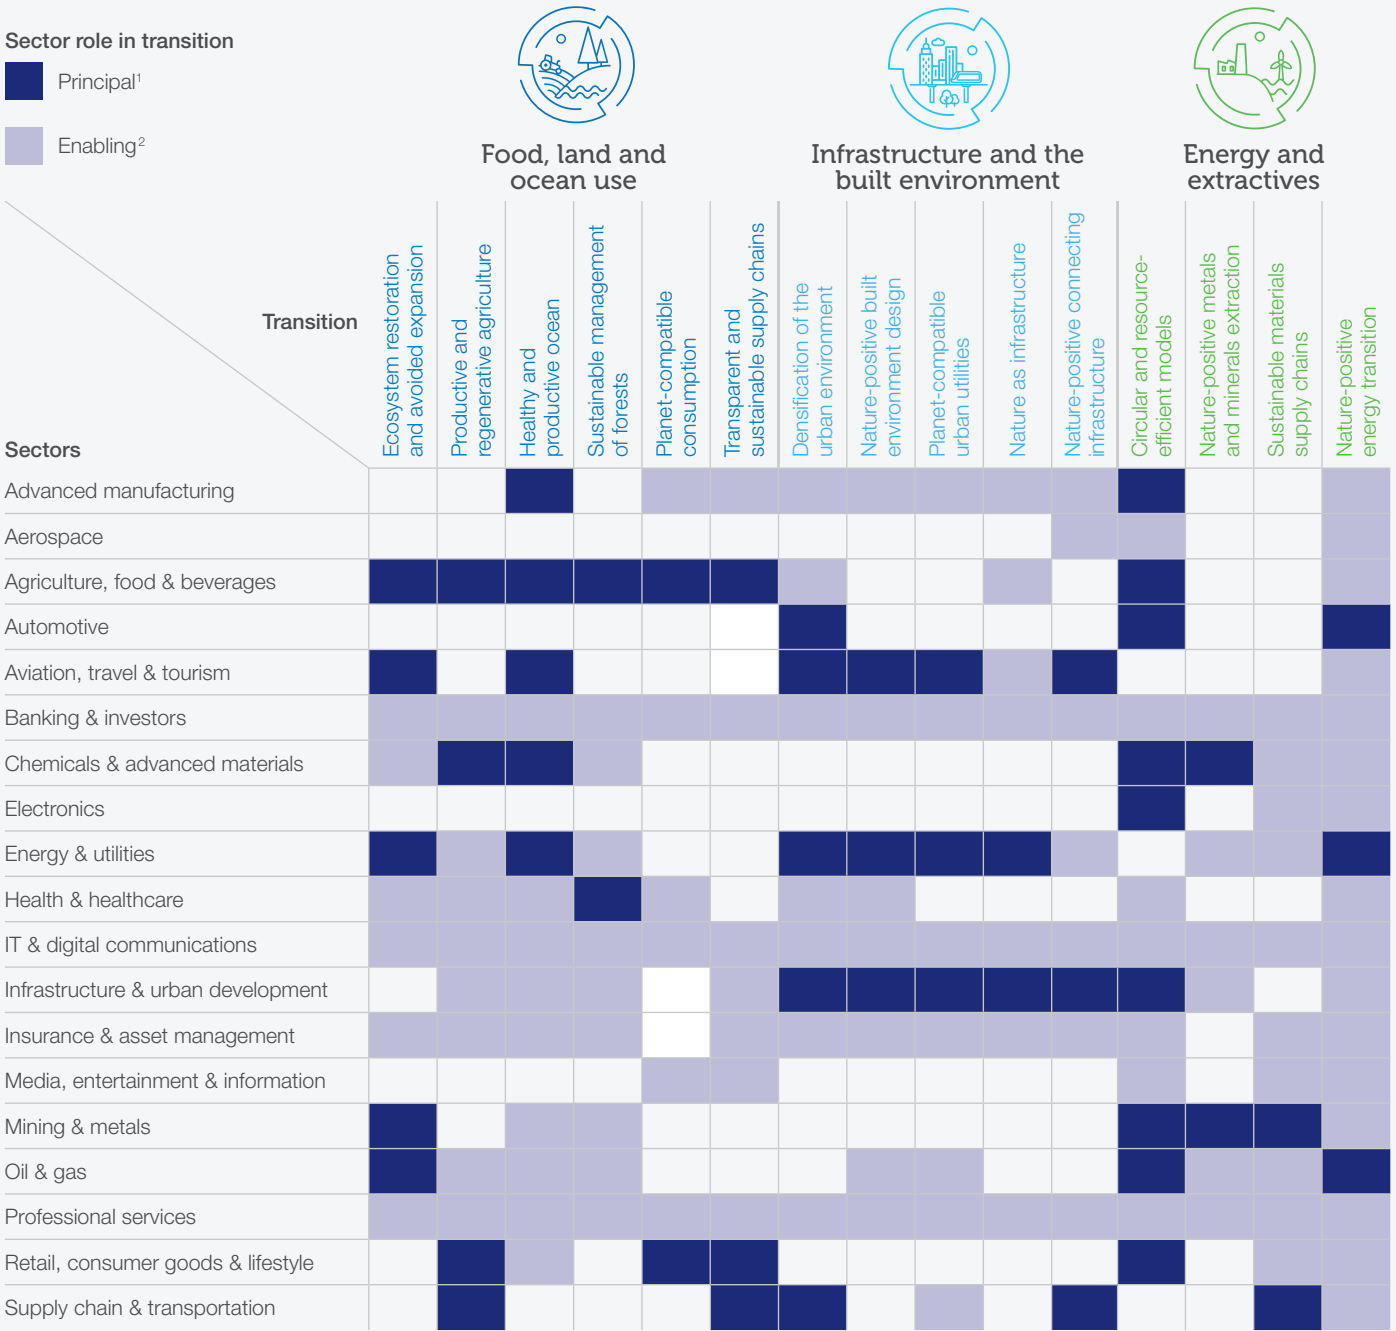 Sector role in transition
Principal¹
Enabling²
Food, land and
ocean use
Infrastructure and the
built environment
Energy and
extractives
Transition
Sectors
Ecosystem restoration
and avoided expansion
Productive and
regenerative agriculture
Healthy and
productive ocean
Sustainable management
of forests
Planet-compatible
consumption
Transparent and
sustainable supply chains
Densification of the
urban environment
Nature-positive built
environment design
Planet-compatible
urban utilities
Nature as infrastructure
Nature-positive connecting
infrastructure
Circular and resource-
efficient models
Nature-positive metals
and minerals extraction
Sustainable materials
supply chains
Nature-positive
energy transition
Advanced manufacturing
Aerospace
Agriculture, food & beverages
Automotive
Aviation, travel & tourism
Banking & investors
Chemicals & advanced materials
Electronics
Energy & utilities
Health & healthcare
IT & digital communications
Infrastructure & urban development
Insurance & asset management
Media, entertainment & information
Mining & metals
Oil & gas
Professional services
Retail, consumer goods & lifestyle
Supply chain & transportation